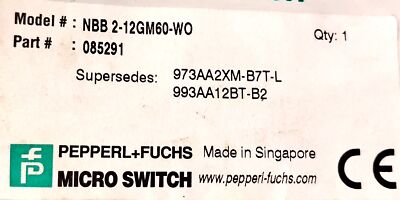 Model #: NBB 2-12GM60-WO Qty: 1
Part #: 085291
Supersedes: 973AA2XM-B7T-L
993AA12BT-B2
PEPPERL+FUCHS Made in Singapore
MICRO SWITCH www.pepperl-fuchs.com
CE